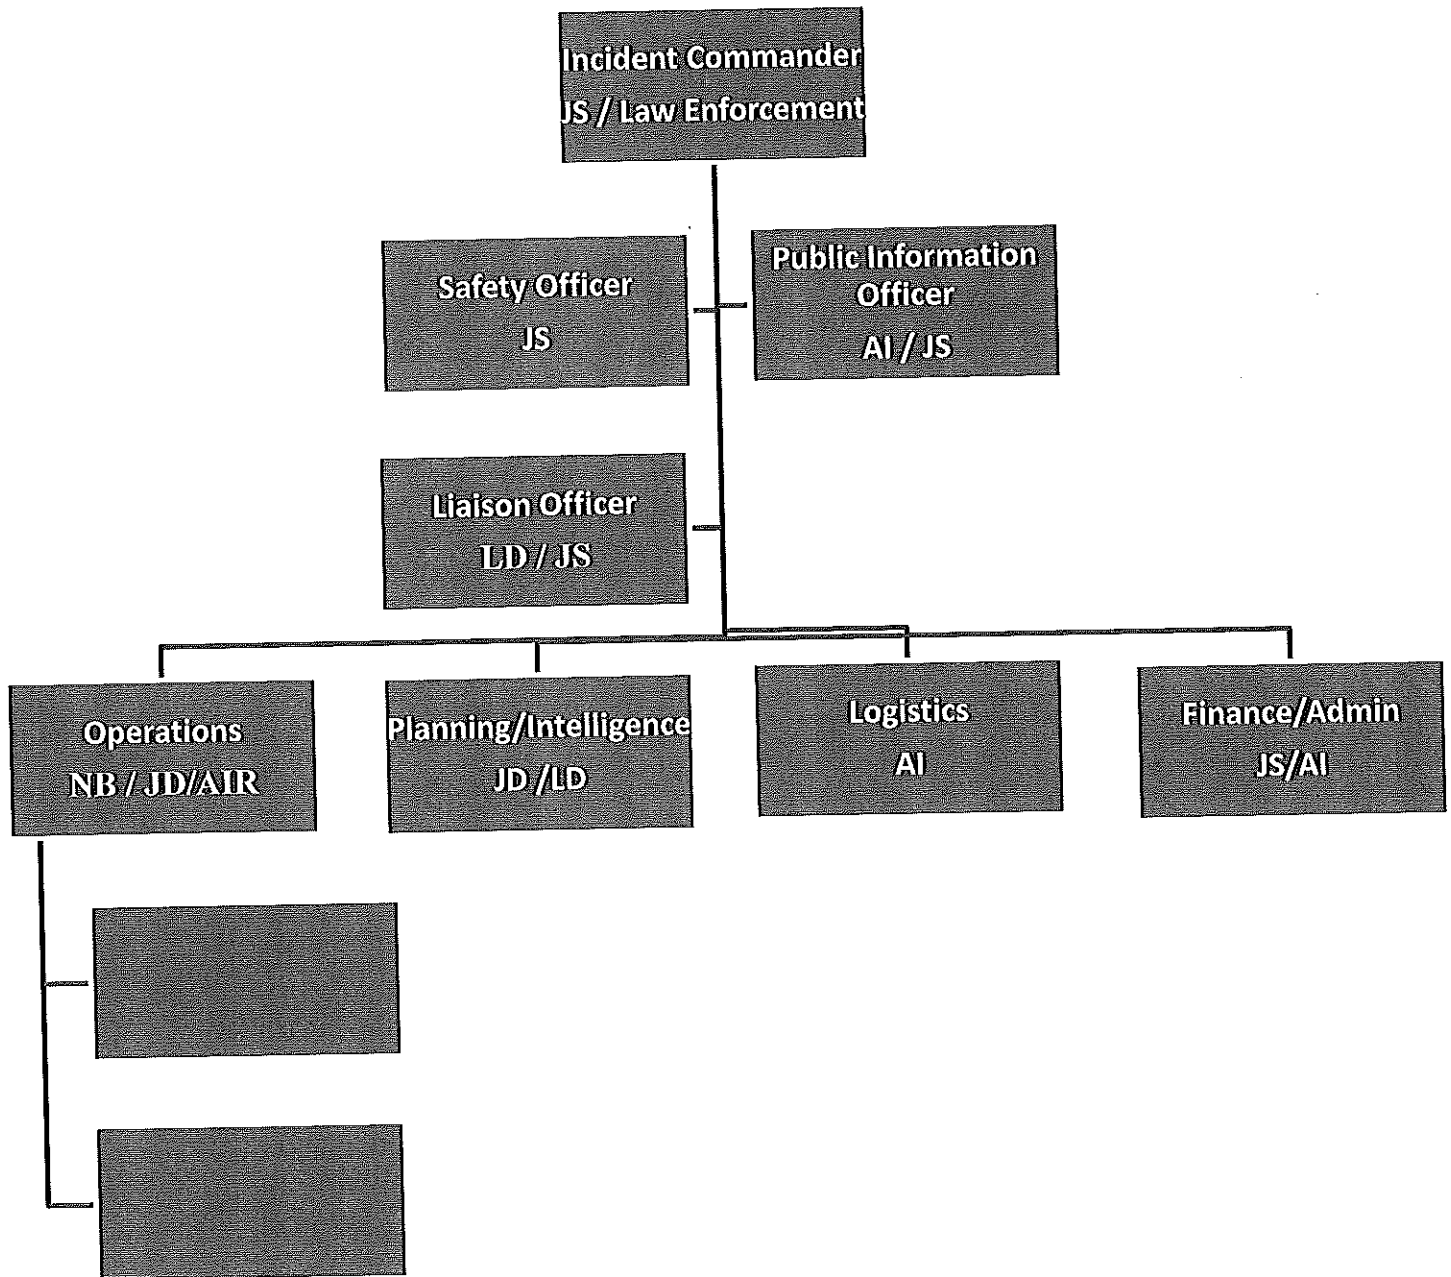 Incident Commander
JS / Law Enforcement
Safety Officer
JS
Public Information
Officer
AI / JS
Liaison Officer
LD / JS
Operations
NB / JD/AIR
Planning/Intelligence
JD /LD
Logistics
AI
Finance/Admin
JS/AI